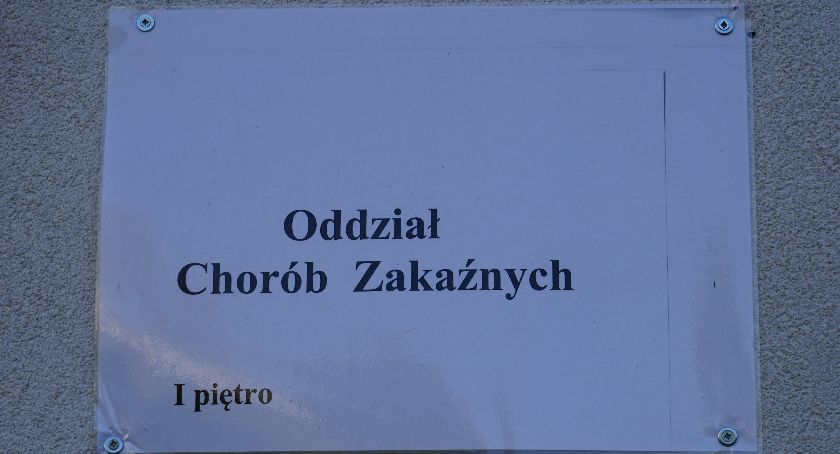 Oddział
Chorób Zakaźnych
I piętro